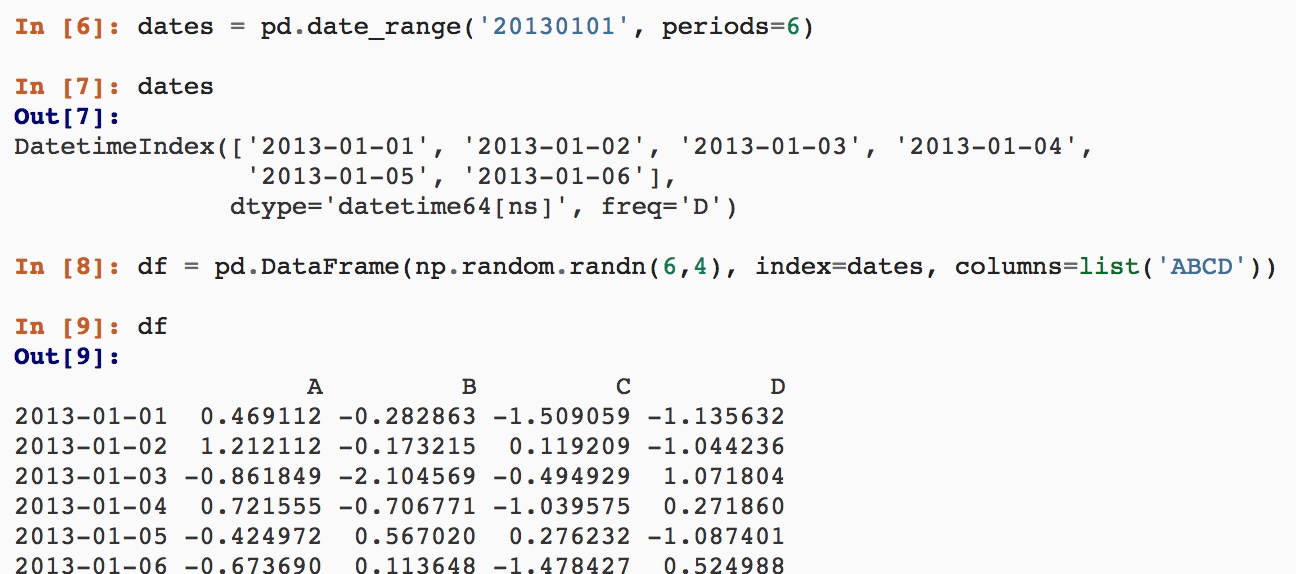 In [6]: dates = pd.date_range('20130101', periods=6)
In [7]: dates
Out[7]:
DatetimeIndex(['2013-01-01', '2013-01-02', '2013-01-03', '2013-01-04',
               '2013-01-05', '2013-01-06'],
              dtype='datetime64[ns]', freq='D')
In [8]: df = pd.DataFrame(np.random.randn(6,4), index=dates, columns=list('ABCD'))
In [9]: df
Out[9]:
                   A         B         C         D
2013-01-01  0.469112 -0.282863 -1.509059 -1.135632
2013-01-02  1.212112 -0.173215  0.119209 -1.044236
2013-01-03 -0.861849 -2.104569 -0.494929  1.071804
2013-01-04  0.721555 -0.706771 -1.039575  0.271860
2013-01-05 -0.424972  0.567020  0.276232 -1.087401
2013-01-06 -0.673690  0.113648 -1.478427  0.524988